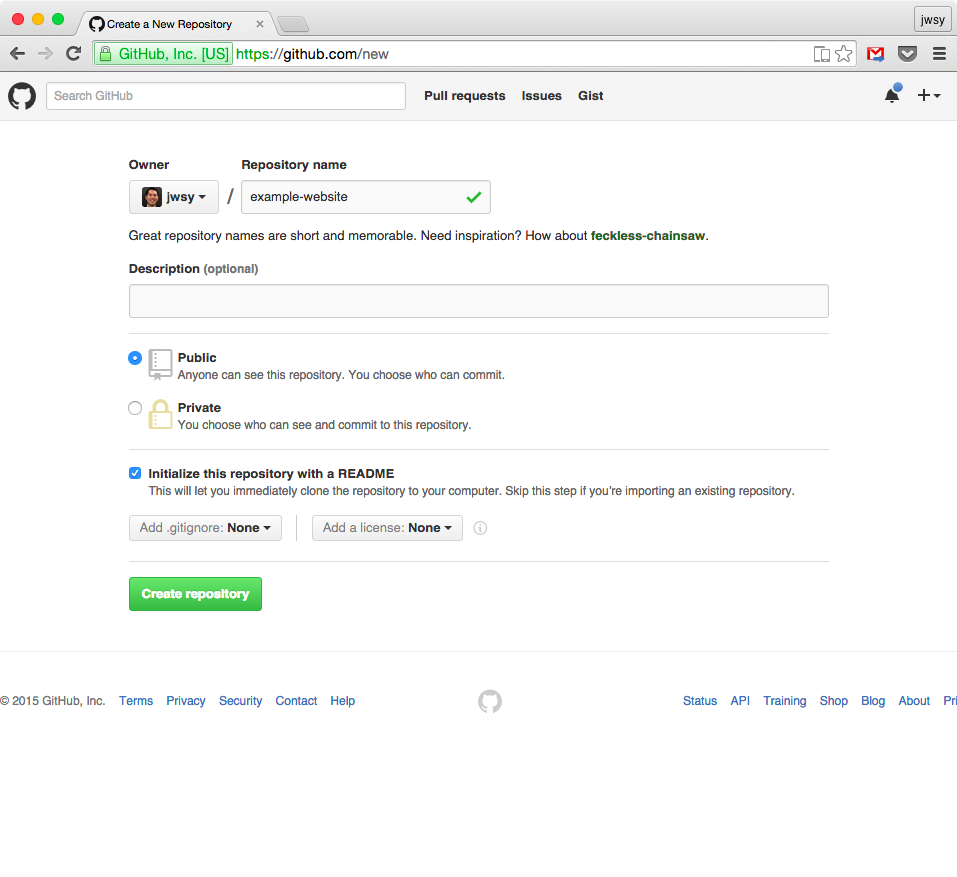 Create a New Repository
jwsy
GitHub, Inc. [US] https://github.com/new
Search GitHub
Pull requests Issues Gist
Owner Repository name
jwsy / example-website
Great repository names are short and memorable. Need inspiration? How about feckless-chainsaw.
Description (optional)
Public
Anyone can see this repository. You choose who can commit.
Private
You choose who can see and commit to this repository.
Initialize this repository with a README
This will let you immediately clone the repository to your computer. Skip this step if you're importing an existing repository.
Add .gitignore: None Add a license: None
Create repository
© 2015 GitHub, Inc. Terms Privacy Security Contact Help Status API Training Shop Blog About Pri